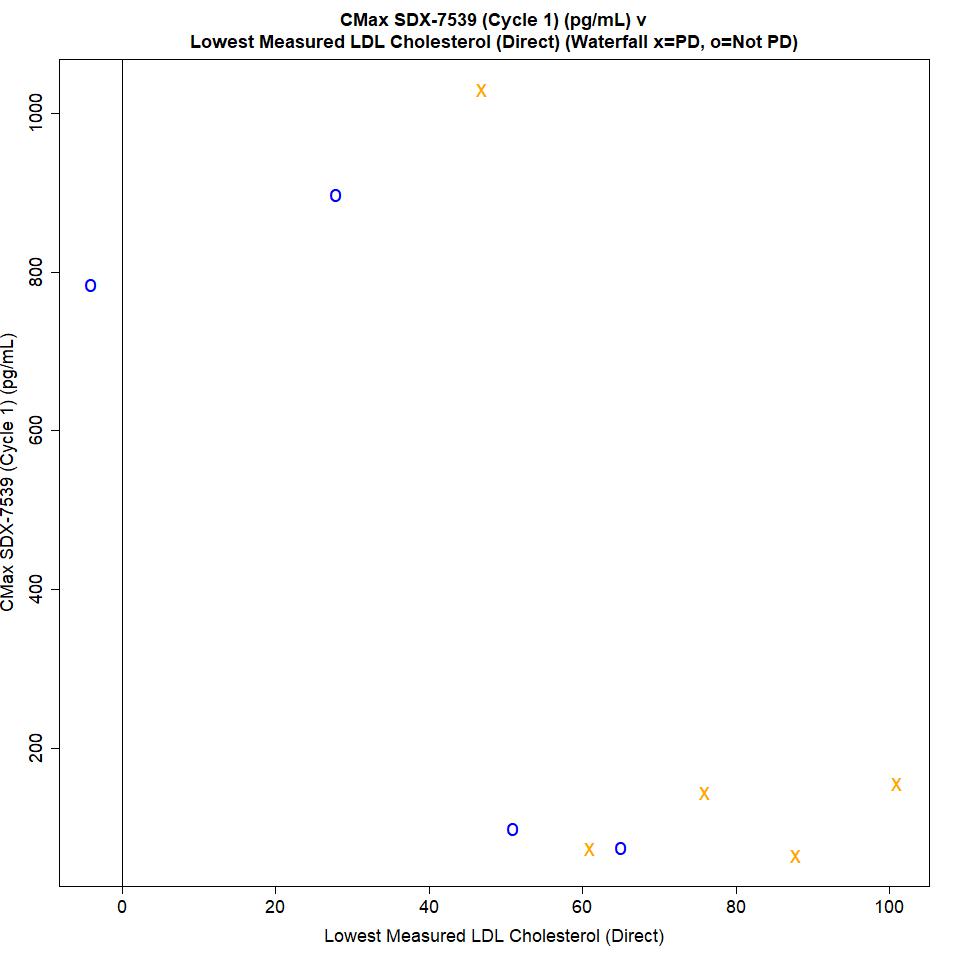 CMax SDX-7539 (Cycle 1) (pg/mL) v
Lowest Measured LDL Cholesterol (Direct) (Waterfall x=PD, o=Not PD)
CMax SDX-7539 (Cycle 1) (pg/mL)
1000
800
600
400
200
X
O
O
X
X
O
X
O
X
0
20
40
60
80
100
Lowest Measured LDL Cholesterol (Direct)